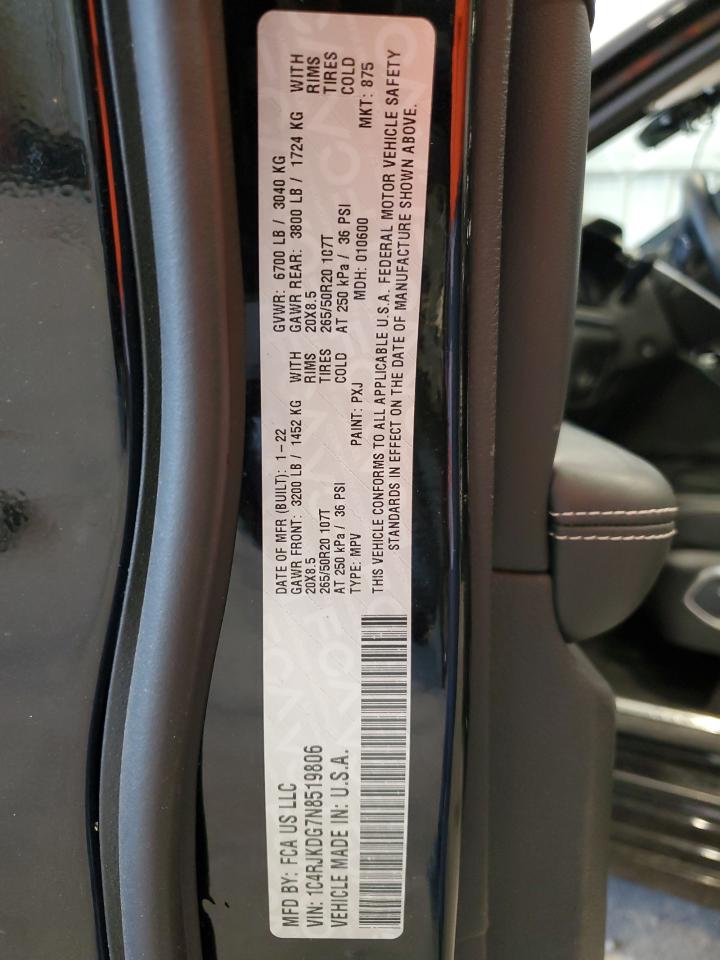 MFD BY: FCA US LLC
VIN: 1C4RJKDG7N8519806
VEHICLE MADE IN: U.S.A.
DATE OF MFR (BUILT): 1-22 GVWR: 6700 LB / 3040 KG
GAWR FRONT: 3200 LB / 1452 KG WITH GAWR REAR: 3800 LB / 1724 KG WITH
20X8.5 RIMS 20X8.5 RIMS
265/50R20 107T TIRES 265/50R20 107T TIRES
AT 250 kPa / 36 PSI COLD AT 250 kPa / 36 PSI COLD
TYPE: MPV PAINT: PXJ MDH: 010600 MKT: 875
THIS VEHICLE CONFORMS TO ALL APPLICABLE U.S.A. FEDERAL MOTOR VEHICLE SAFETY
STANDARDS IN EFFECT ON THE DATE OF MANUFACTURE SHOWN ABOVE.